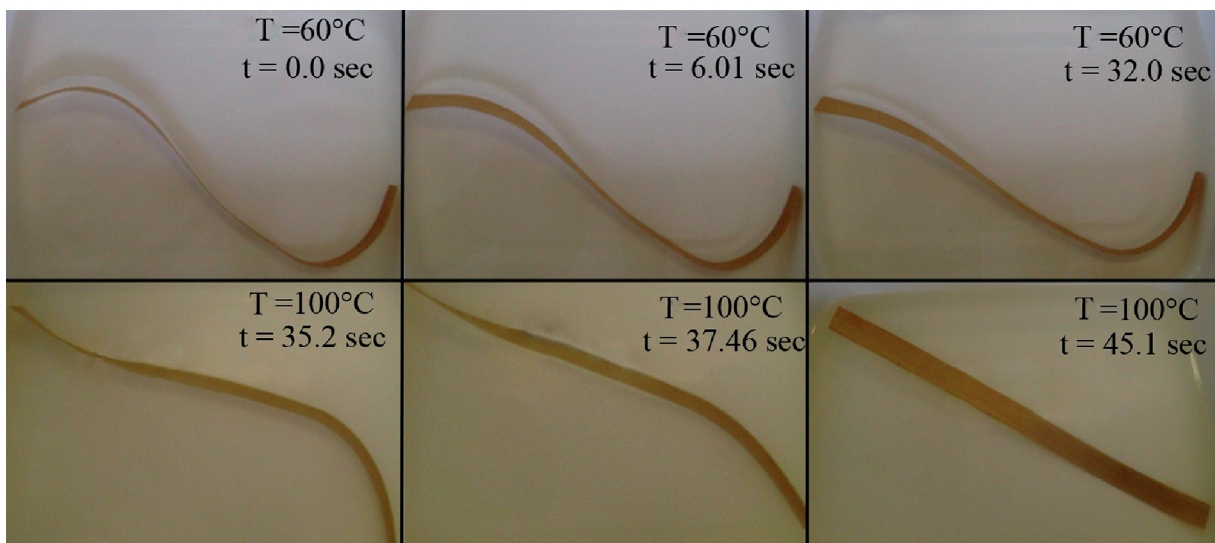 T =60°C
t = 0.0 sec
T =60°C
t = 6.01 sec
T =60°C
t = 32.0 sec
T =100°C
t = 35.2 sec
T =100°C
t = 37.46 sec
T =100°C
t = 45.1 sec